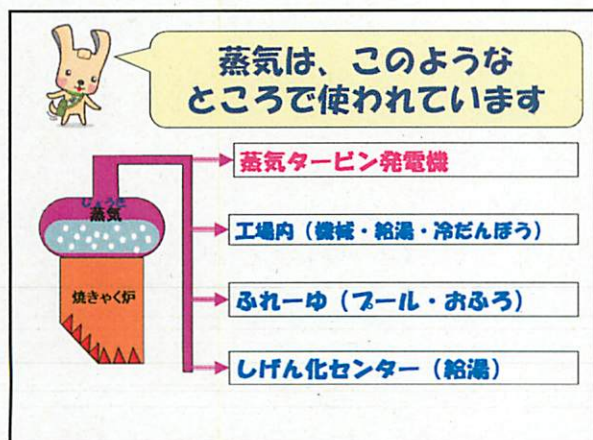 蒸気は、このような
ところで使われています
蒸気タービン発電機
じょうき
蒸気
工場内（機械・給湯・冷だんぼう）
焼きゃく炉
ふれーゆ（プール・おふろ）
しげん化センター（給湯）